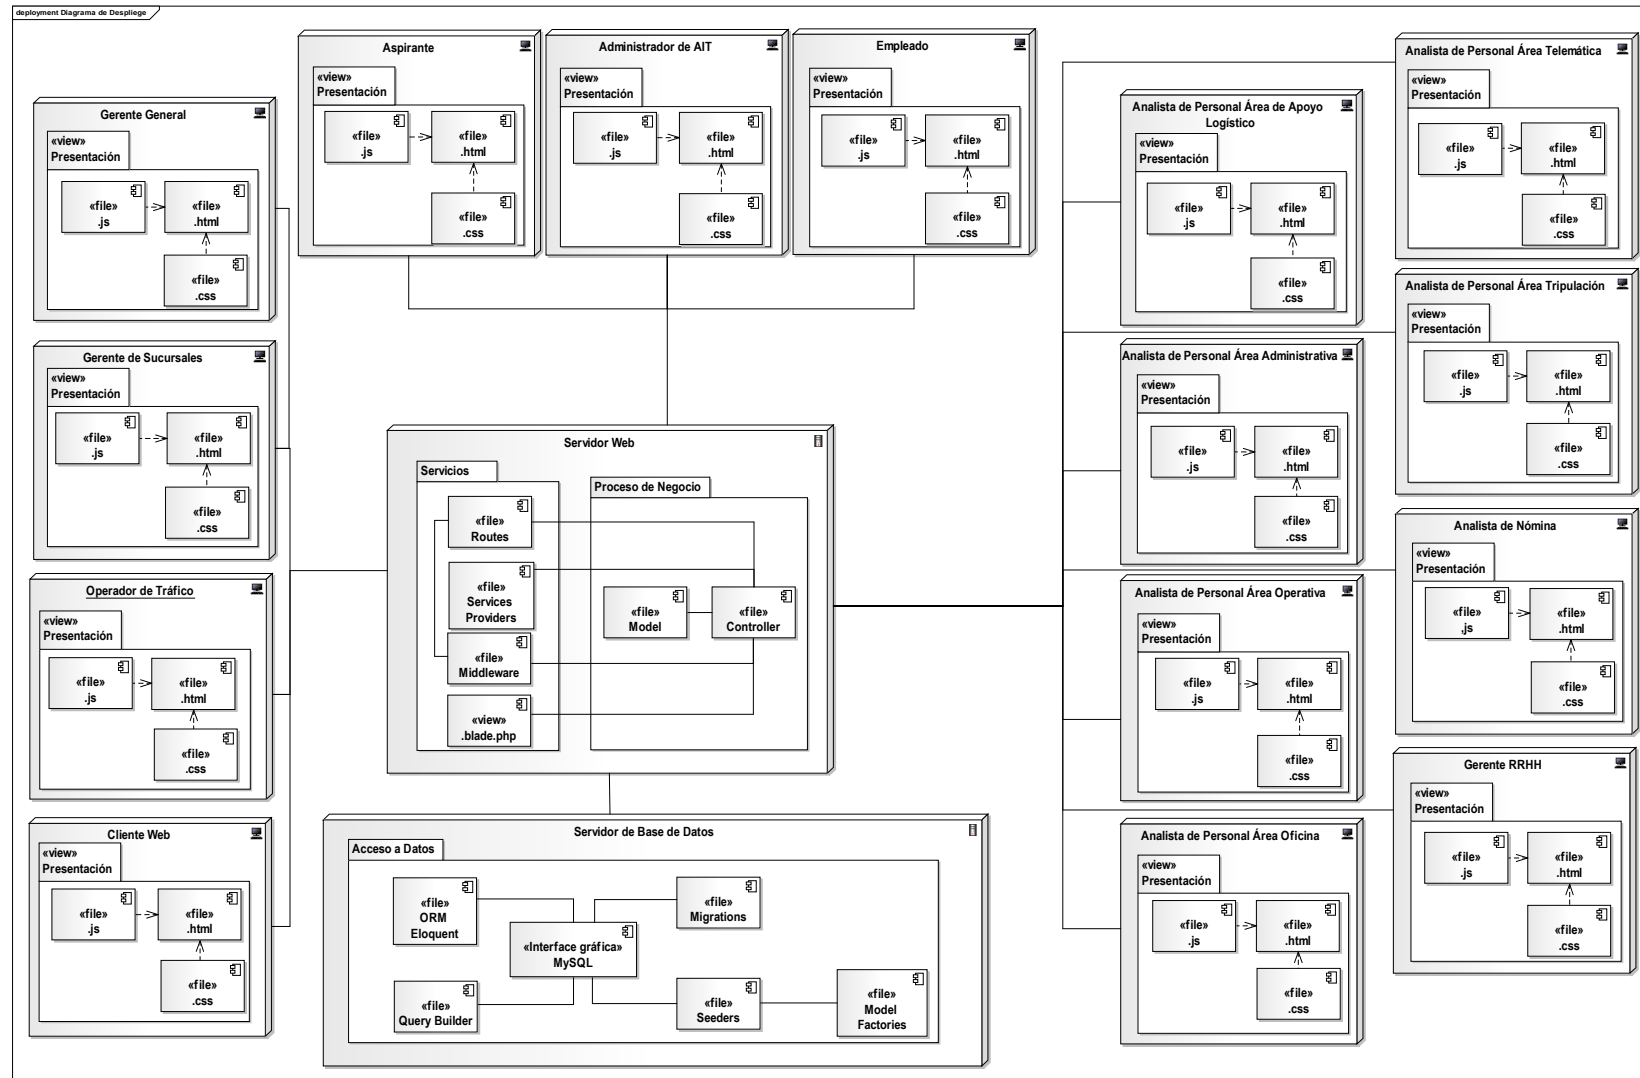 deployment Diagrama de Despliege
Aspirante
«view»
Presentación
«file»
.js
«file»
.html
«file»
.css
Administrador de AIT
«view»
Presentación
«file»
.js
«file»
.html
«file»
.css
Empleado
«view»
Presentación
«file»
.js
«file»
.html
«file»
.css
Gerente General
«view»
Presentación
«file»
.js
«file»
.html
«file»
.css
Gerente de Sucursales
«view»
Presentación
«file»
.js
«file»
.html
«file»
.css
Operador de Tráfico
«view»
Presentación
«file»
.js
«file»
.html
«file»
.css
Cliente Web
«view»
Presentación
«file»
.js
«file»
.html
«file»
.css
Servidor Web
Servicios
«file»
Routes
«file»
Services
Providers
«file»
Middleware
«view»
.blade.php
Proceso de Negocio
«file»
Model
«file»
Controller
Servidor de Base de Datos
Acceso a Datos
«file»
ORM
Eloquent
«file»
Migrations
«Interface gráfica»
MySQL
«file»
Query Builder
«file»
Seeders
«file»
Model
Factories
Analista de Personal Área de Apoyo
Logístico
«view»
Presentación
«file»
.js
«file»
.html
«file»
.css
Analista de Personal Área Administrativa
«view»
Presentación
«file»
.js
«file»
.html
«file»
.css
Analista de Personal Área Operativa
«view»
Presentación
«file»
.js
«file»
.html
«file»
.css
Analista de Personal Área Oficina
«view»
Presentación
«file»
.js
«file»
.html
«file»
.css
Analista de Personal Área Telemática
«view»
Presentación
«file»
.js
«file»
.html
«file»
.css
Analista de Personal Área Tripulación
«view»
Presentación
«file»
.js
«file»
.html
«file»
.css
Analista de Nómina
«view»
Presentación
«file»
,js
«file»
.html
«file»
.css
Gerente RRHH
«view»
Presentación
«file»
.js
«file»
.html
«file»
.css